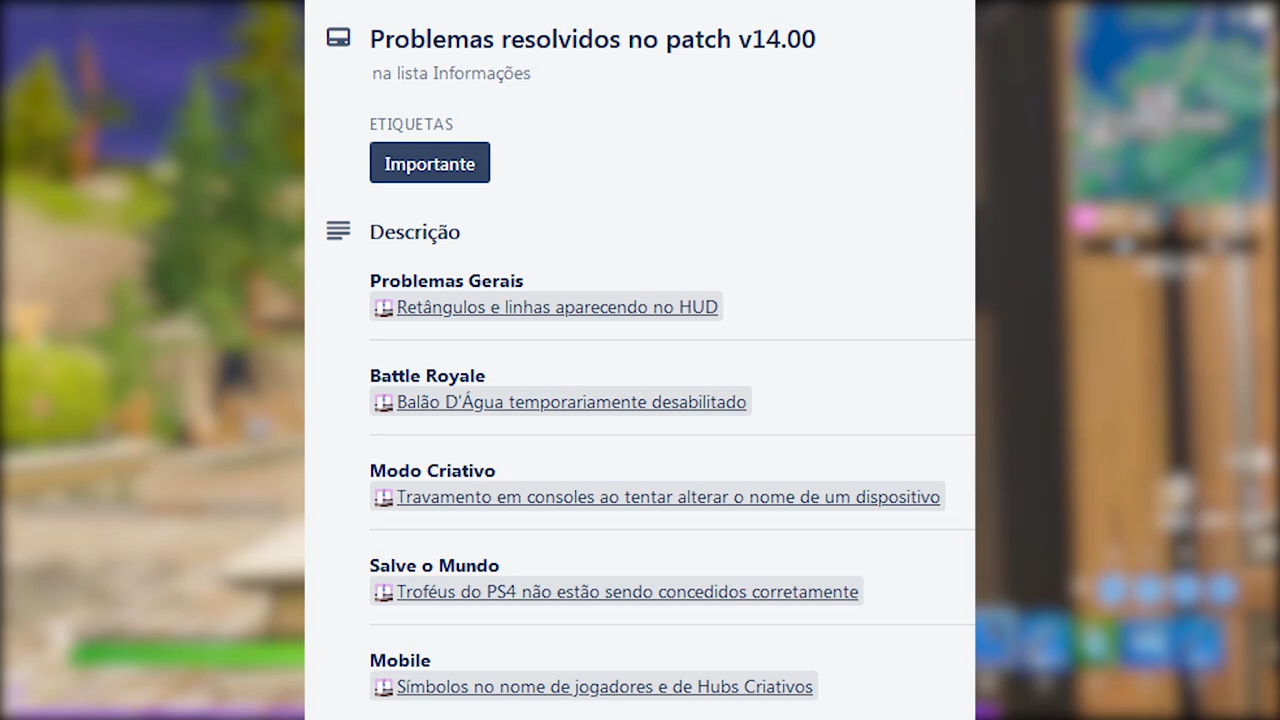 Problemas resolvidos no patch v14.00
na lista Informações
ETIQUETAS
Importante
Descrição
Problemas Gerais
Retângulos e linhas aparecendo no HUD
Battle Royale
Balão D'Água temporariamente desabilitado
Modo Criativo
Travamento em consoles ao tentar alterar o nome de um dispositivo
Salve o Mundo
Troféus do PS4 não estão sendo concedidos corretamente
Mobile
Símbolos no nome de jogadores e de Hubs Criativos